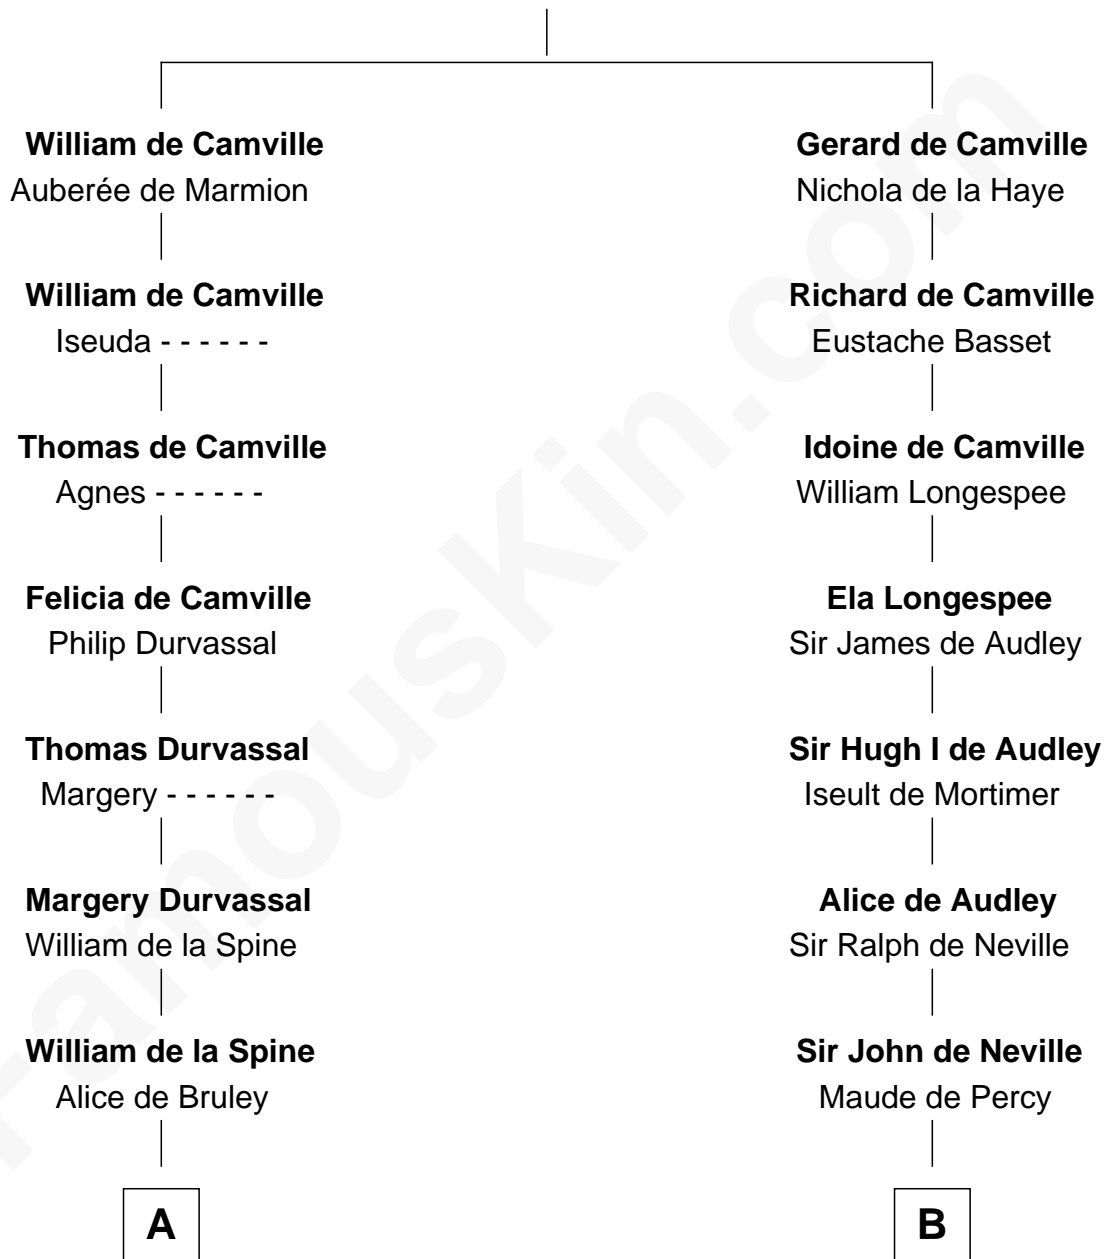 William de Camville
Auberée de Marmion
William de Camville
Iseuda - - - - - -
Thomas de Camville
Agnes - - - - - -
Felicia de Camville
Philip Durvassal
Thomas Durvassal
Margery - - - - - -
Margery Durvassal
William de la Spine
William de la Spine
Alice de Bruley
A
Gerard de Camville
Nichola de la Haye
Richard de Camville
Eustache Basset
Idoine de Camville
William Longespee
Ela Longespee
Sir James de Audley
Sir Hugh I de Audley
Iseult de Mortimer
Alice de Audley
Sir Ralph de Neville
Sir John de Neville
Maude de Percy
B
FamousKin.com